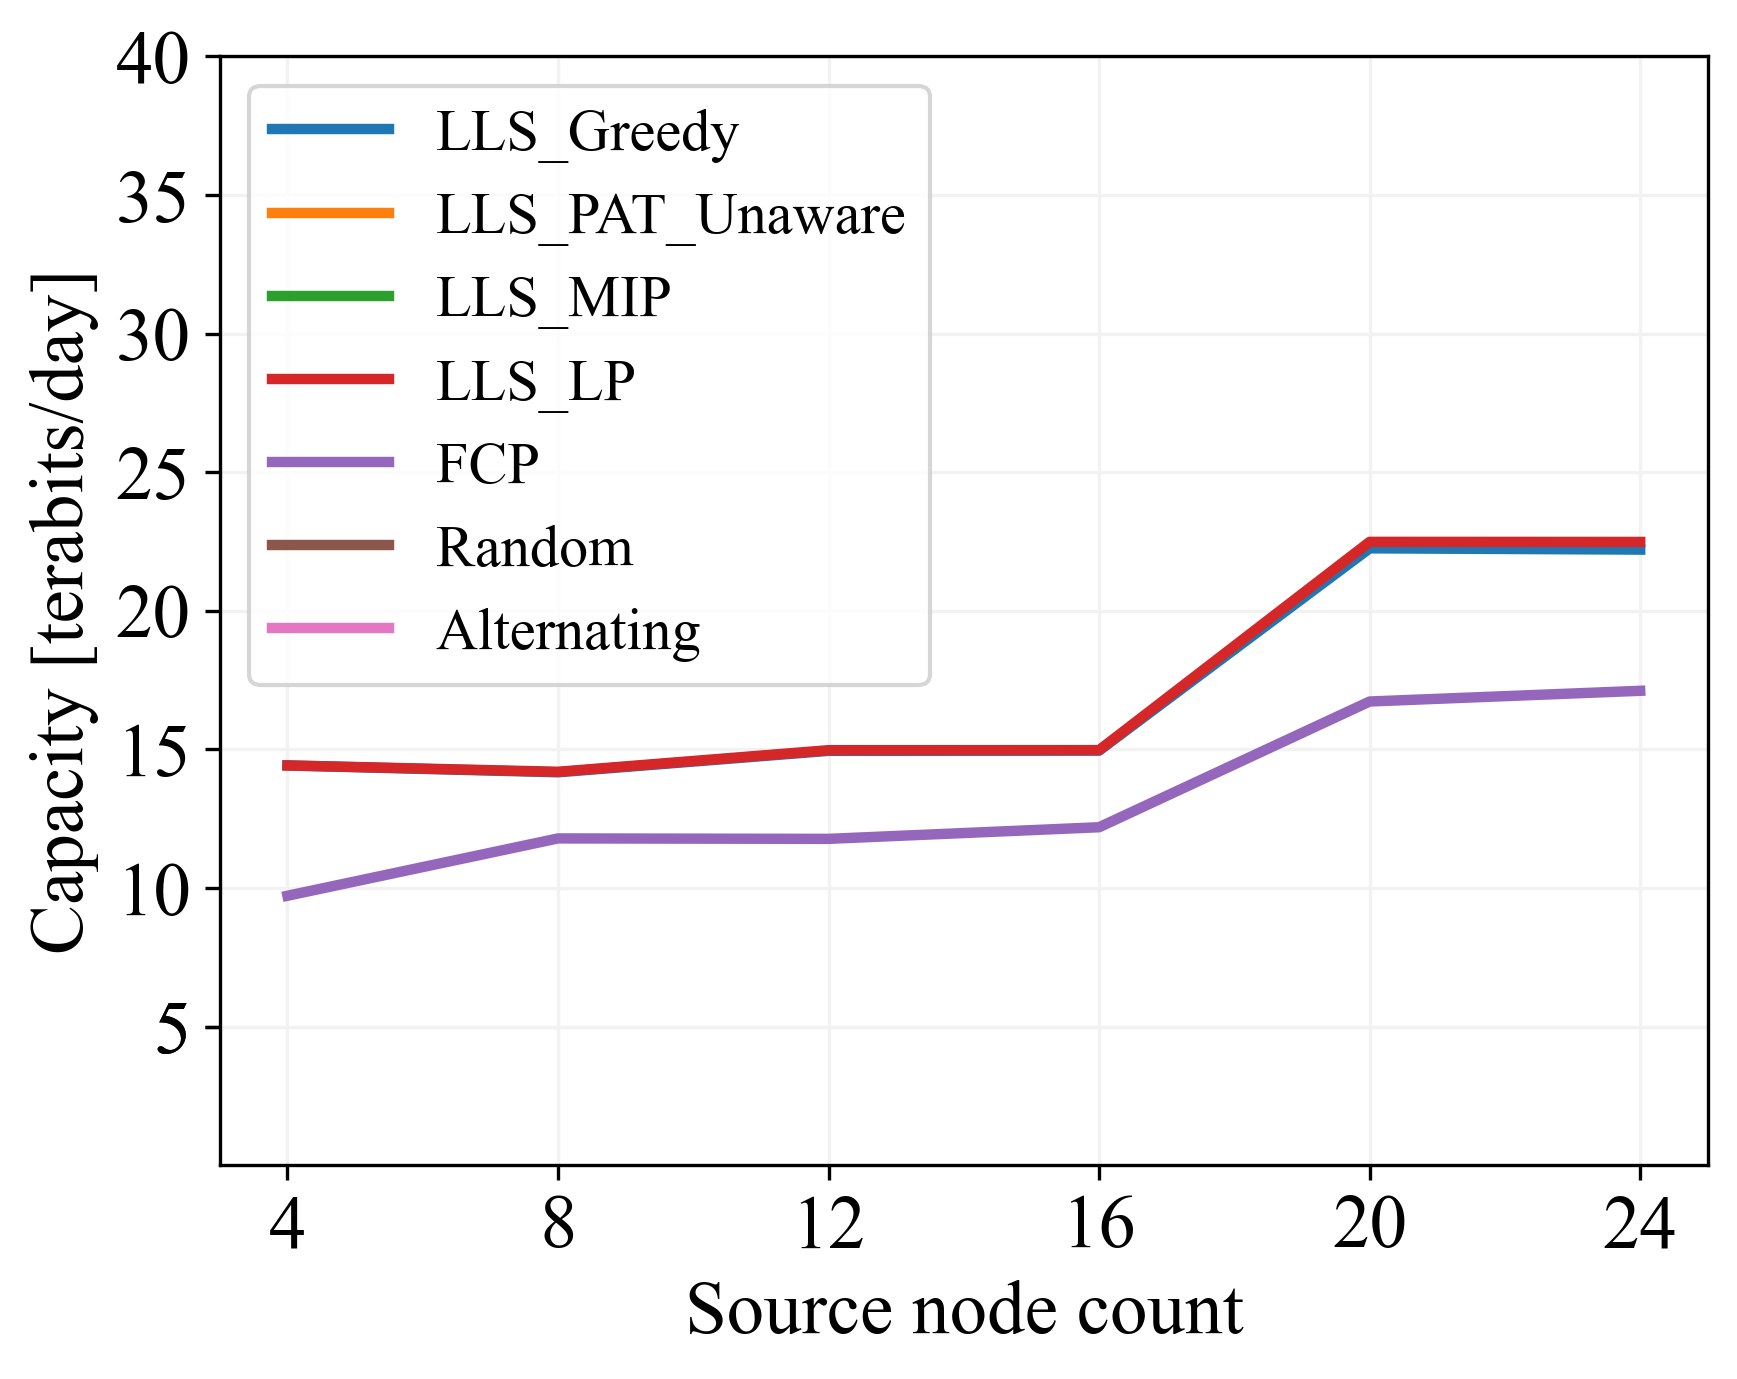 40
35
30
25
20
15
10
5
Capacity [terabits/day]
LLS_Greedy
LLS_PAT_Unaware
LLS_MIP
LLS_LP
FCP
Random
Alternating
4 8 12 16 20 24
Source node count